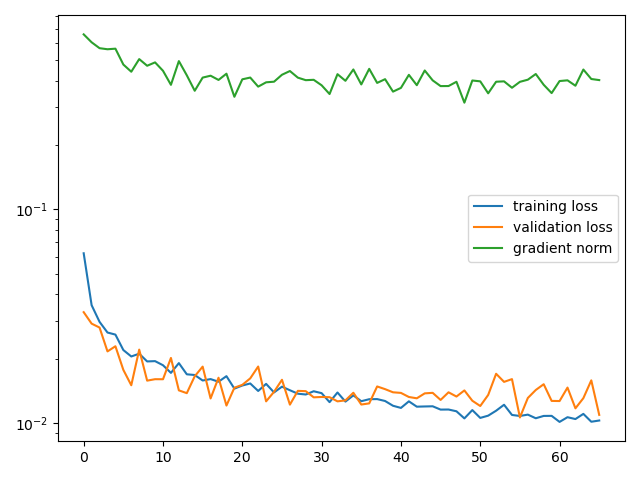 10⁻¹
10⁻²
training loss
validation loss
gradient norm
0 10 20 30 40 50 60